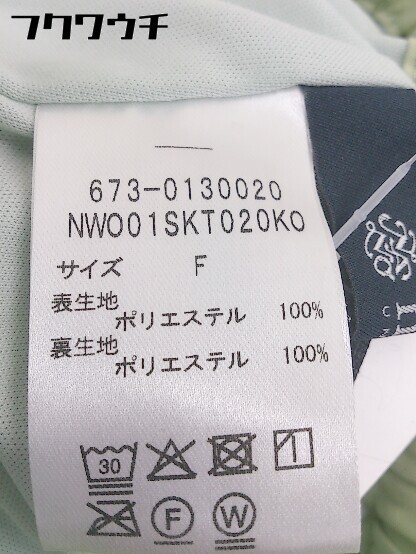 フクワウチ
673-0130020
NWO01SKT020KO
サイズ F
表生地
ポリエステル 100%
裏生地
ポリエステル 100%
30
F
W